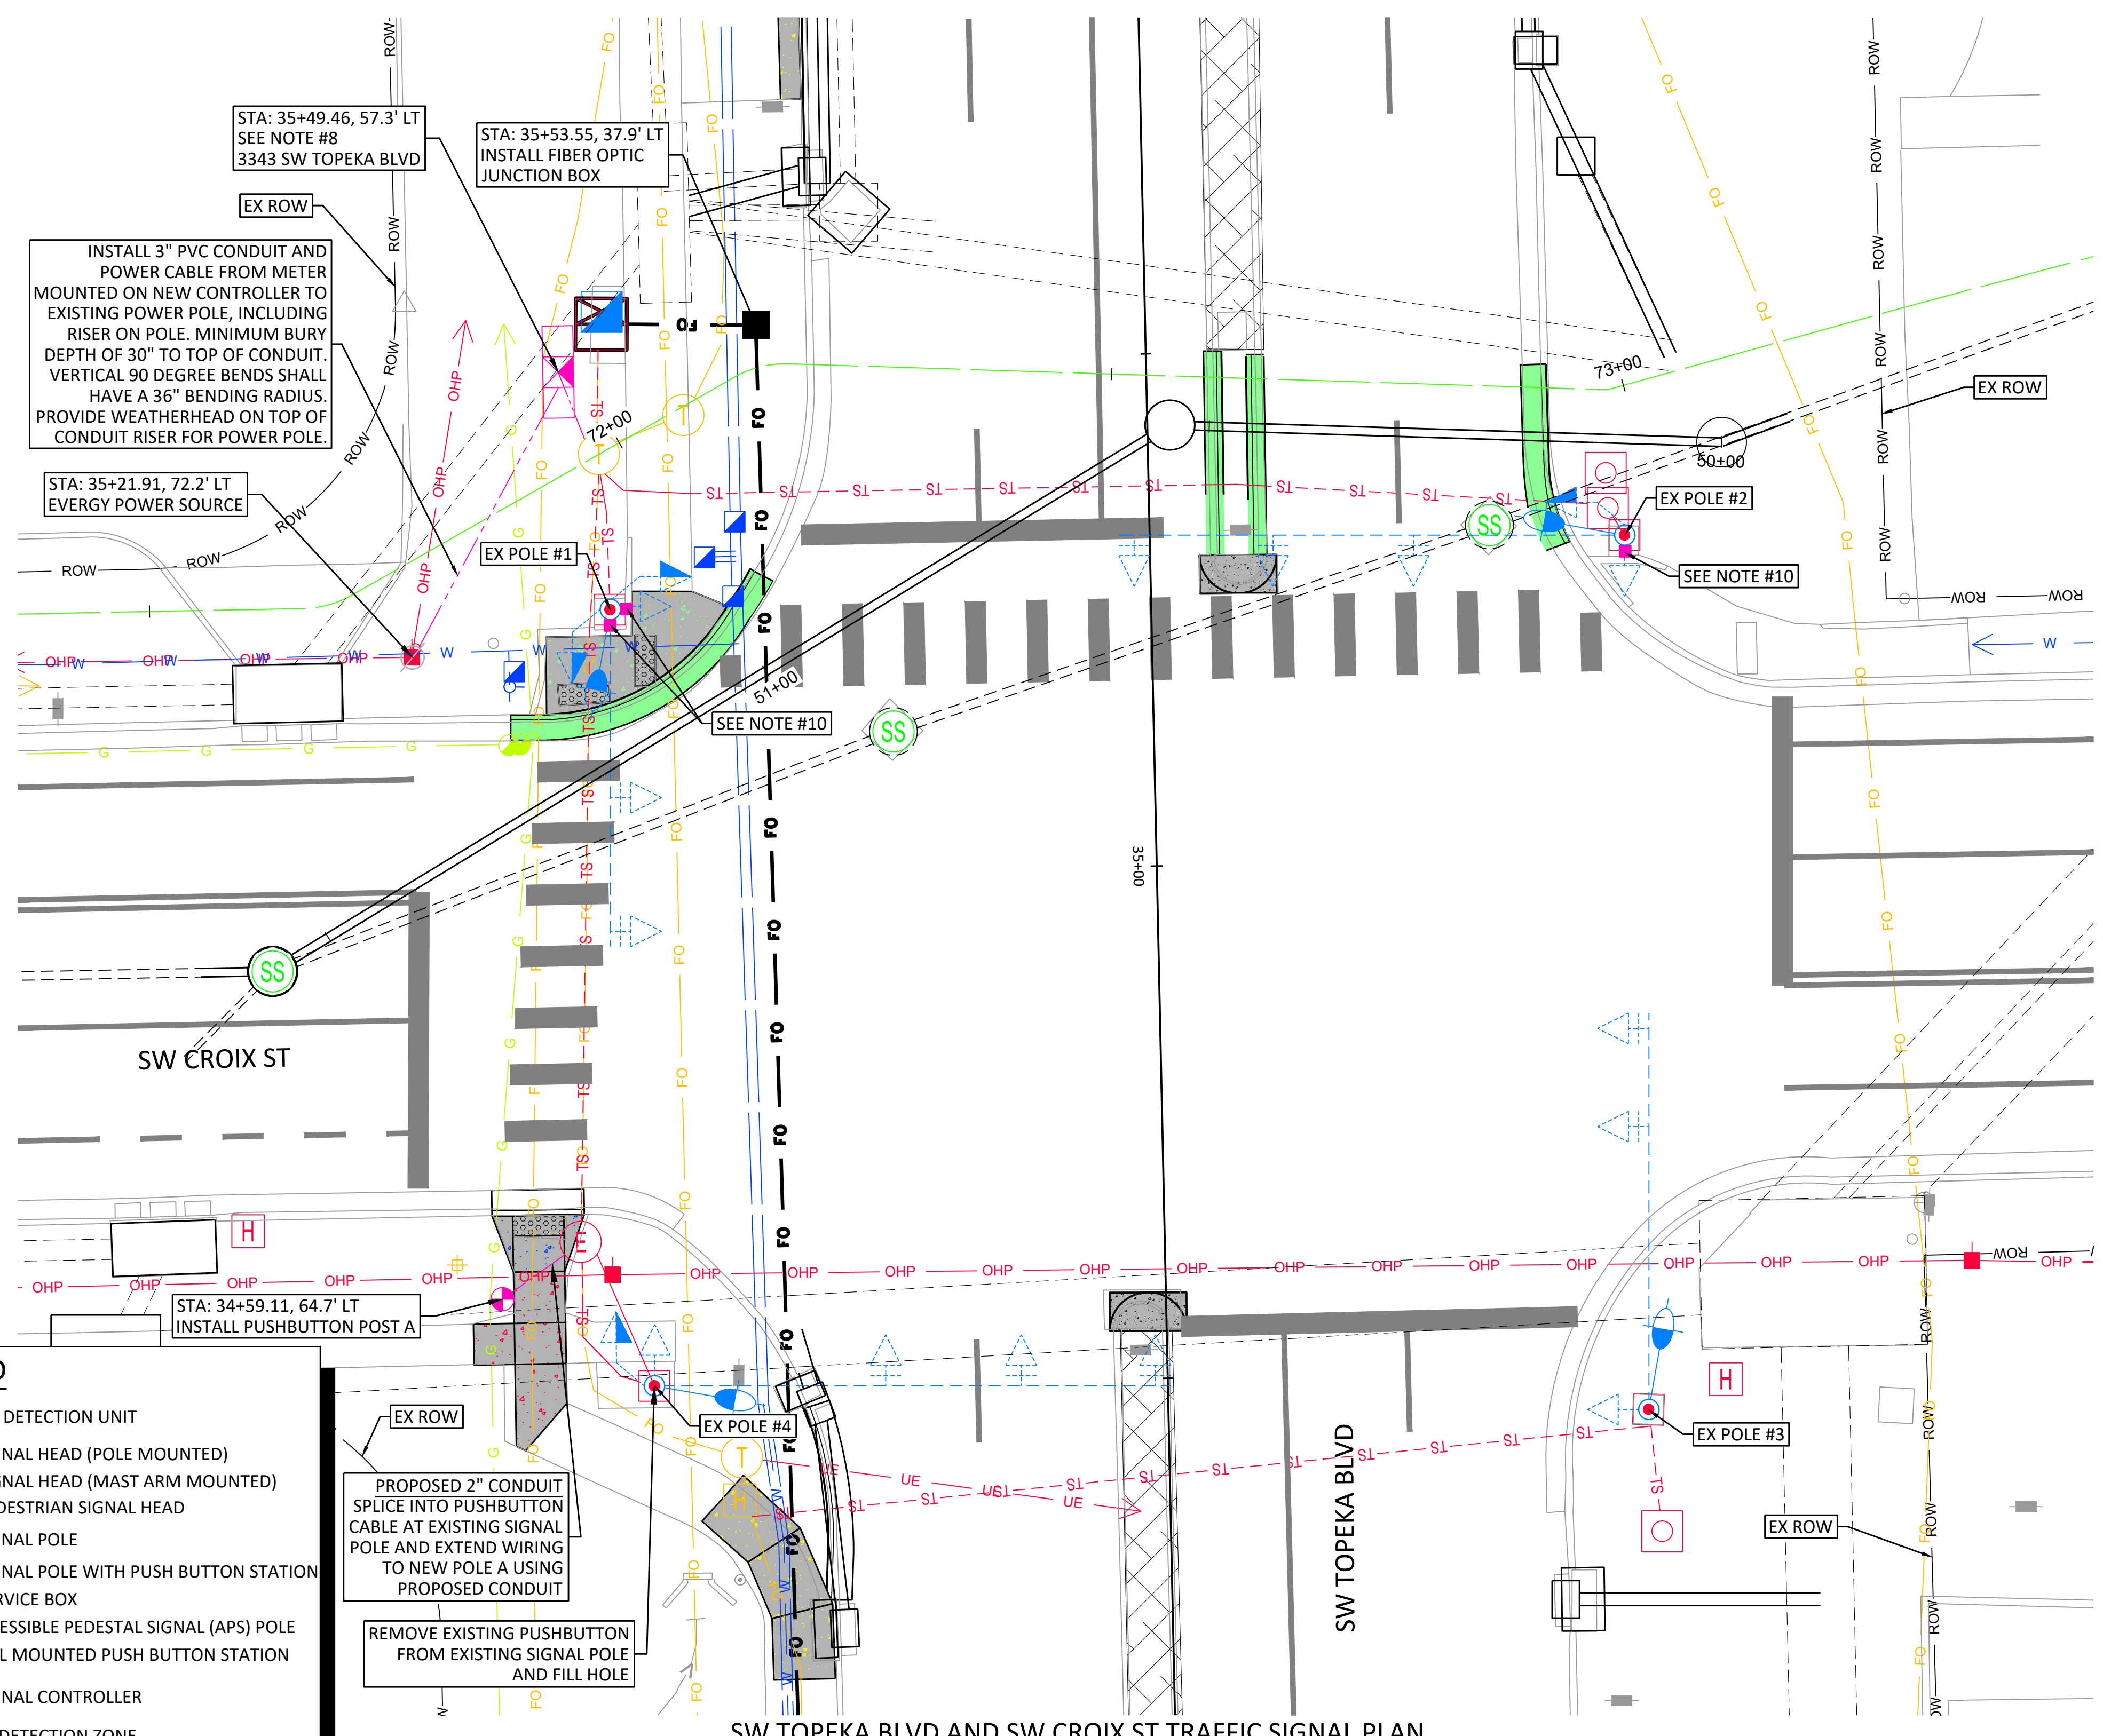 STA: 35+49.46, 57.3' LT
SEE NOTE #8
3343 SW TOPEKA BLVD
STA: 35+53.55, 37.9' LT
INSTALL FIBER OPTIC
JUNCTION BOX
EX ROW
INSTALL 3" PVC CONDUIT AND
POWER CABLE FROM METER
MOUNTED ON NEW CONTROLLER TO
EXISTING POWER POLE, INCLUDING
RISER ON POLE. MINIMUM BURY
DEPTH OF 30" TO TOP OF CONDUIT.
VERTICAL 90 DEGREE BENDS SHALL
HAVE A 36" BENDING RADIUS.
PROVIDE WEATHERHEAD ON TOP OF
CONDUIT RISER FOR POWER POLE.
73+00
EX ROW
72+00
50+00
STA: 35+21.91, 72.2' LT
EVERGY POWER SOURCE
EX POLE #1
EX POLE #2
SEE NOTE #10
51+00
SEE NOTE #10
SS
SS
SS
35+00
SW CROIX ST
H
STA: 34+59.11, 64.7' LT
INSTALL PUSHBUTTON POST A
EX ROW
EX POLE #4
EX POLE #3
H
H
T
T
T
SW TOPEKA BLVD
EX ROW
PROPOSED 2" CONDUIT
SPLICE INTO PUSHBUTTON
CABLE AT EXISTING SIGNAL
POLE AND EXTEND WIRING
TO NEW POLE A USING
PROPOSED CONDUIT
REMOVE EXISTING PUSHBUTTON
FROM EXISTING SIGNAL POLE
AND FILL HOLE
DETECTION UNIT
NAL HEAD (POLE MOUNTED)
GNAL HEAD (MAST ARM MOUNTED)
DESTRIAN SIGNAL HEAD
NAL POLE
NAL POLE WITH PUSH BUTTON STATION
RVICE BOX
ESSIBLE PEDESTAL SIGNAL (APS) POLE
L MOUNTED PUSH BUTTON STATION
NAL CONTROLLER
DETECTION ZONE
ROW
FO
OHP
TS
G
W
UE
SW TOPEKA BLVD AND SW CROIX ST TRAFFIC SIGNAL PLAN